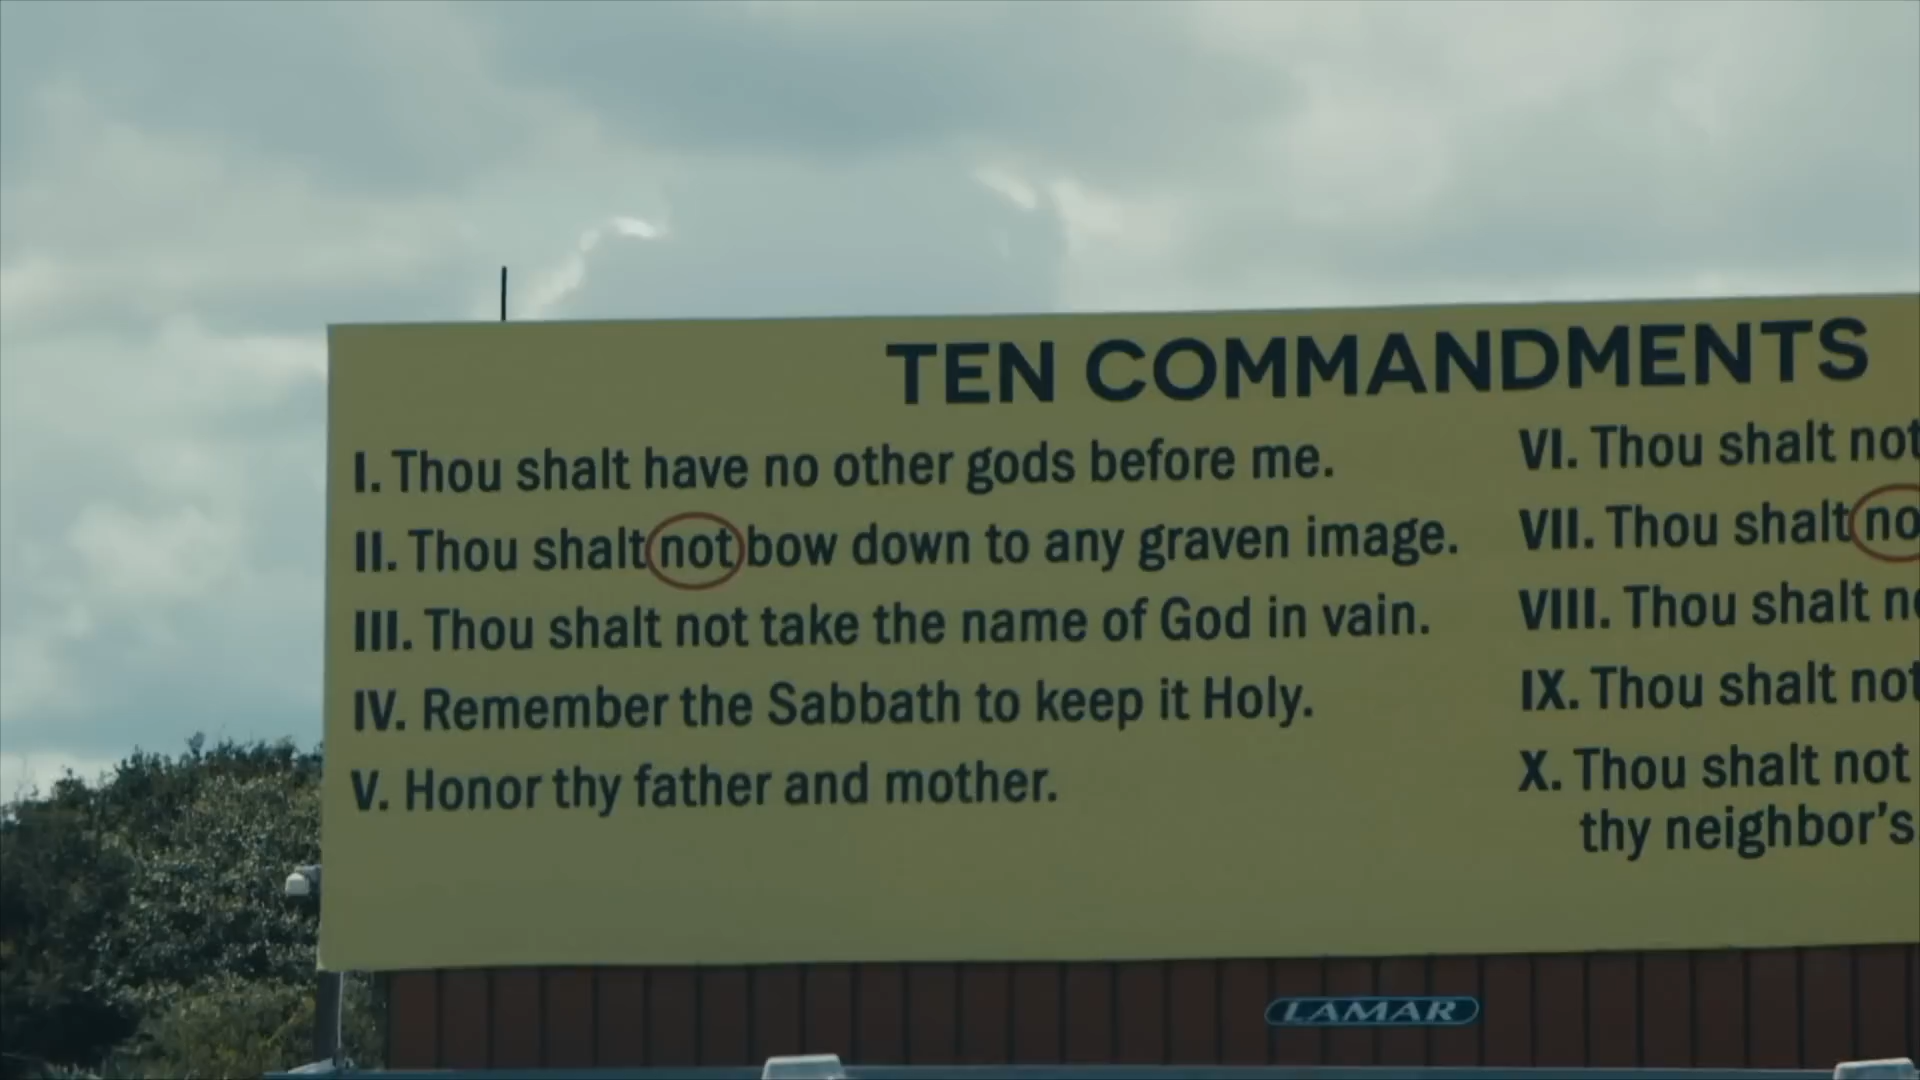 TEN COMMANDMENTS
I. Thou shalt have no other gods before me.
II. Thou shalt not bow down to any graven image.
III. Thou shalt not take the name of God in vain.
IV. Remember the Sabbath to keep it Holy.
V. Honor thy father and mother.
VI. Thou shalt not
VII. Thou shalt
VIII. Thou shalt
IX. Thou shalt not
X. Thou shalt not
thy neighbor's
LAMAR